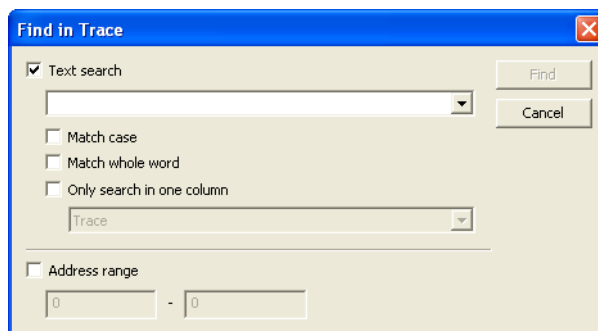 Find in Trace
Text search
Find
Cancel
Match case
Match whole word
Only search in one column
Trace
Address range
0 - 0